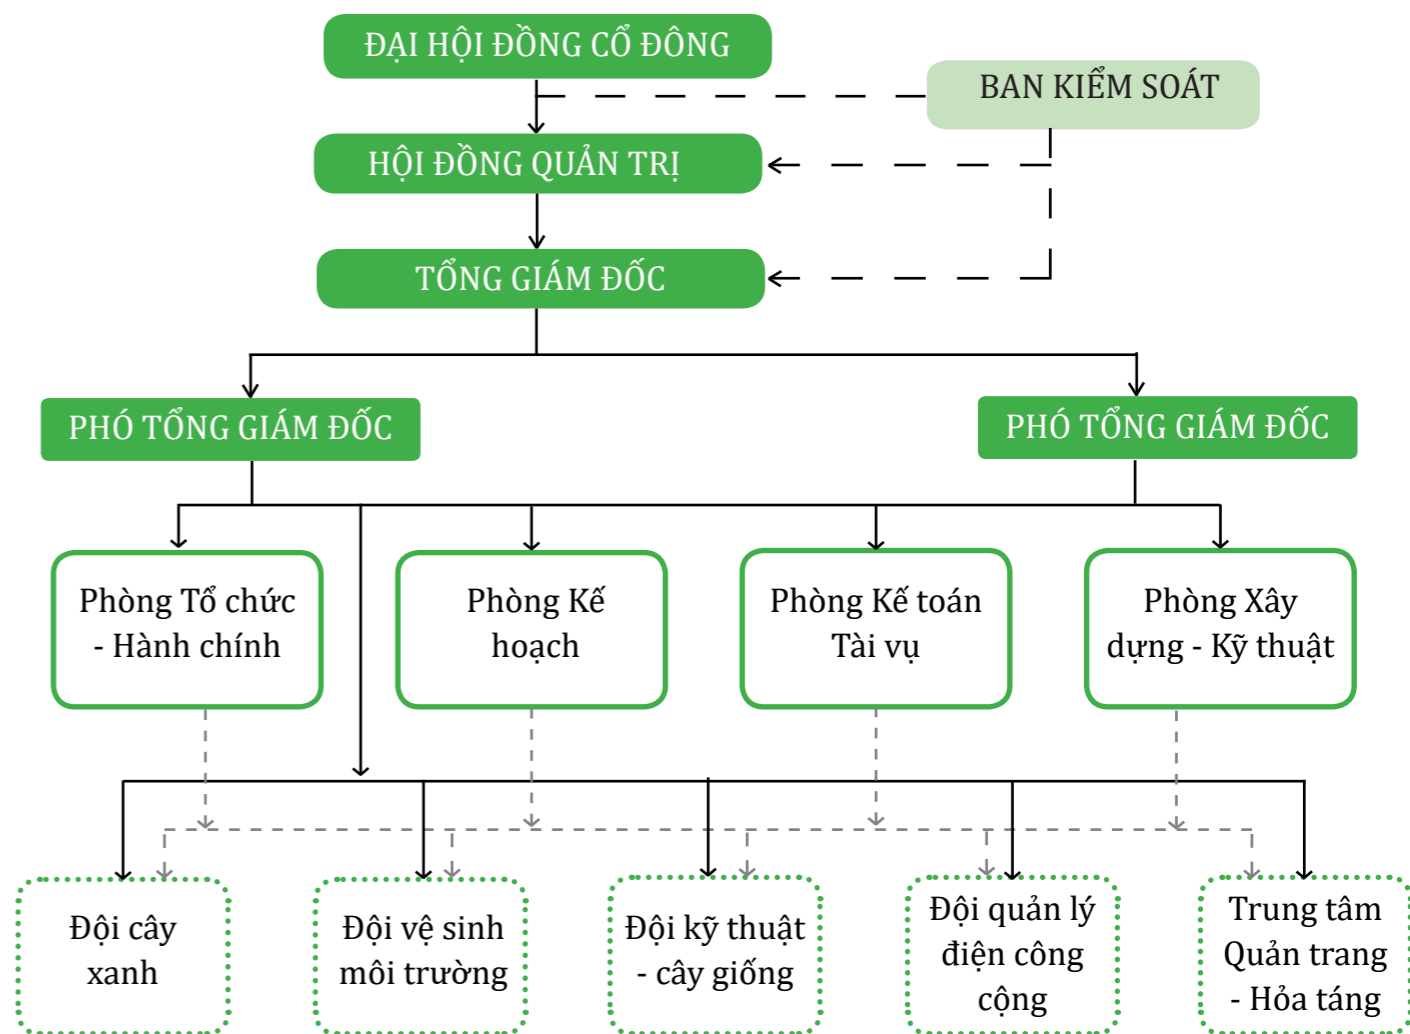 ĐẠI HỘI ĐỒNG CỔ ĐÔNG
BAN KIỂM SOÁT
HỘI ĐỒNG QUẢN TRỊ
TỔNG GIÁM ĐỐC
PHÓ TỔNG GIÁM ĐỐC
PHÓ TỔNG GIÁM ĐỐC
Phòng Tổ chức
- Hành chính
Phòng Kế
hoạch
Phòng Kế toán
Tài vụ
Phòng Xây
dựng - Kỹ thuật
Đội cây
xanh
Đội vệ sinh
môi trường
Đội kỹ thuật
- cây giống
Đội quản lý
điện công
cộng
Trung tâm
Quản trang
- Hỏa táng